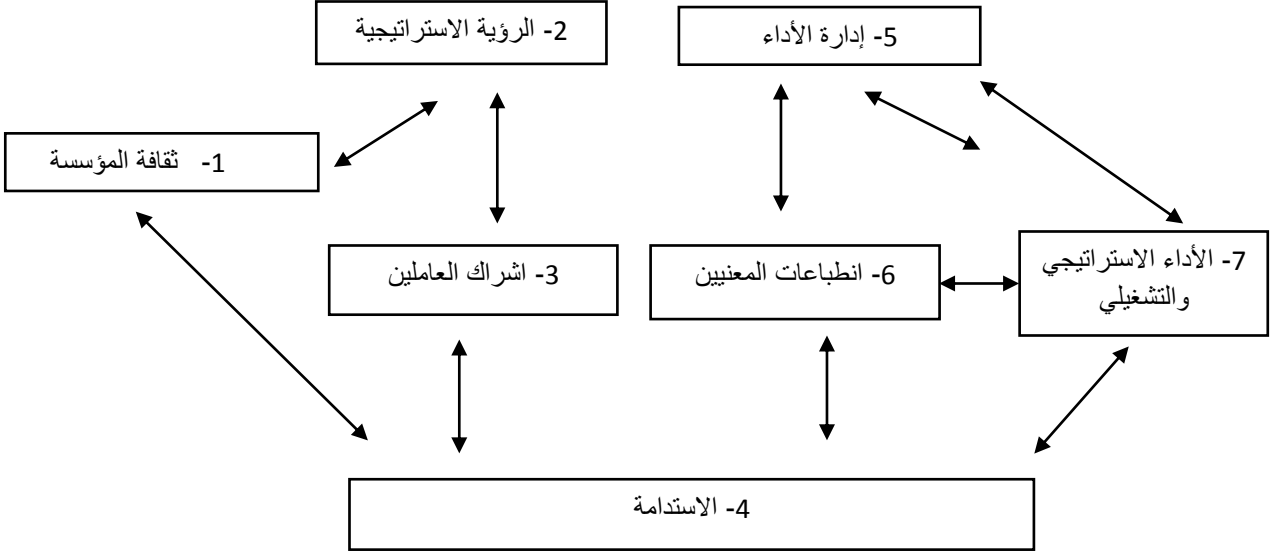 2- الرؤية الاستراتيجية
5- إدارة الأداء
1- ثقافة المؤسسة
3- اشراك العاملين
6- انطباعات المعنيين
7- الأداء الاستراتيجي
والتشغيلي
4- الاستدامة